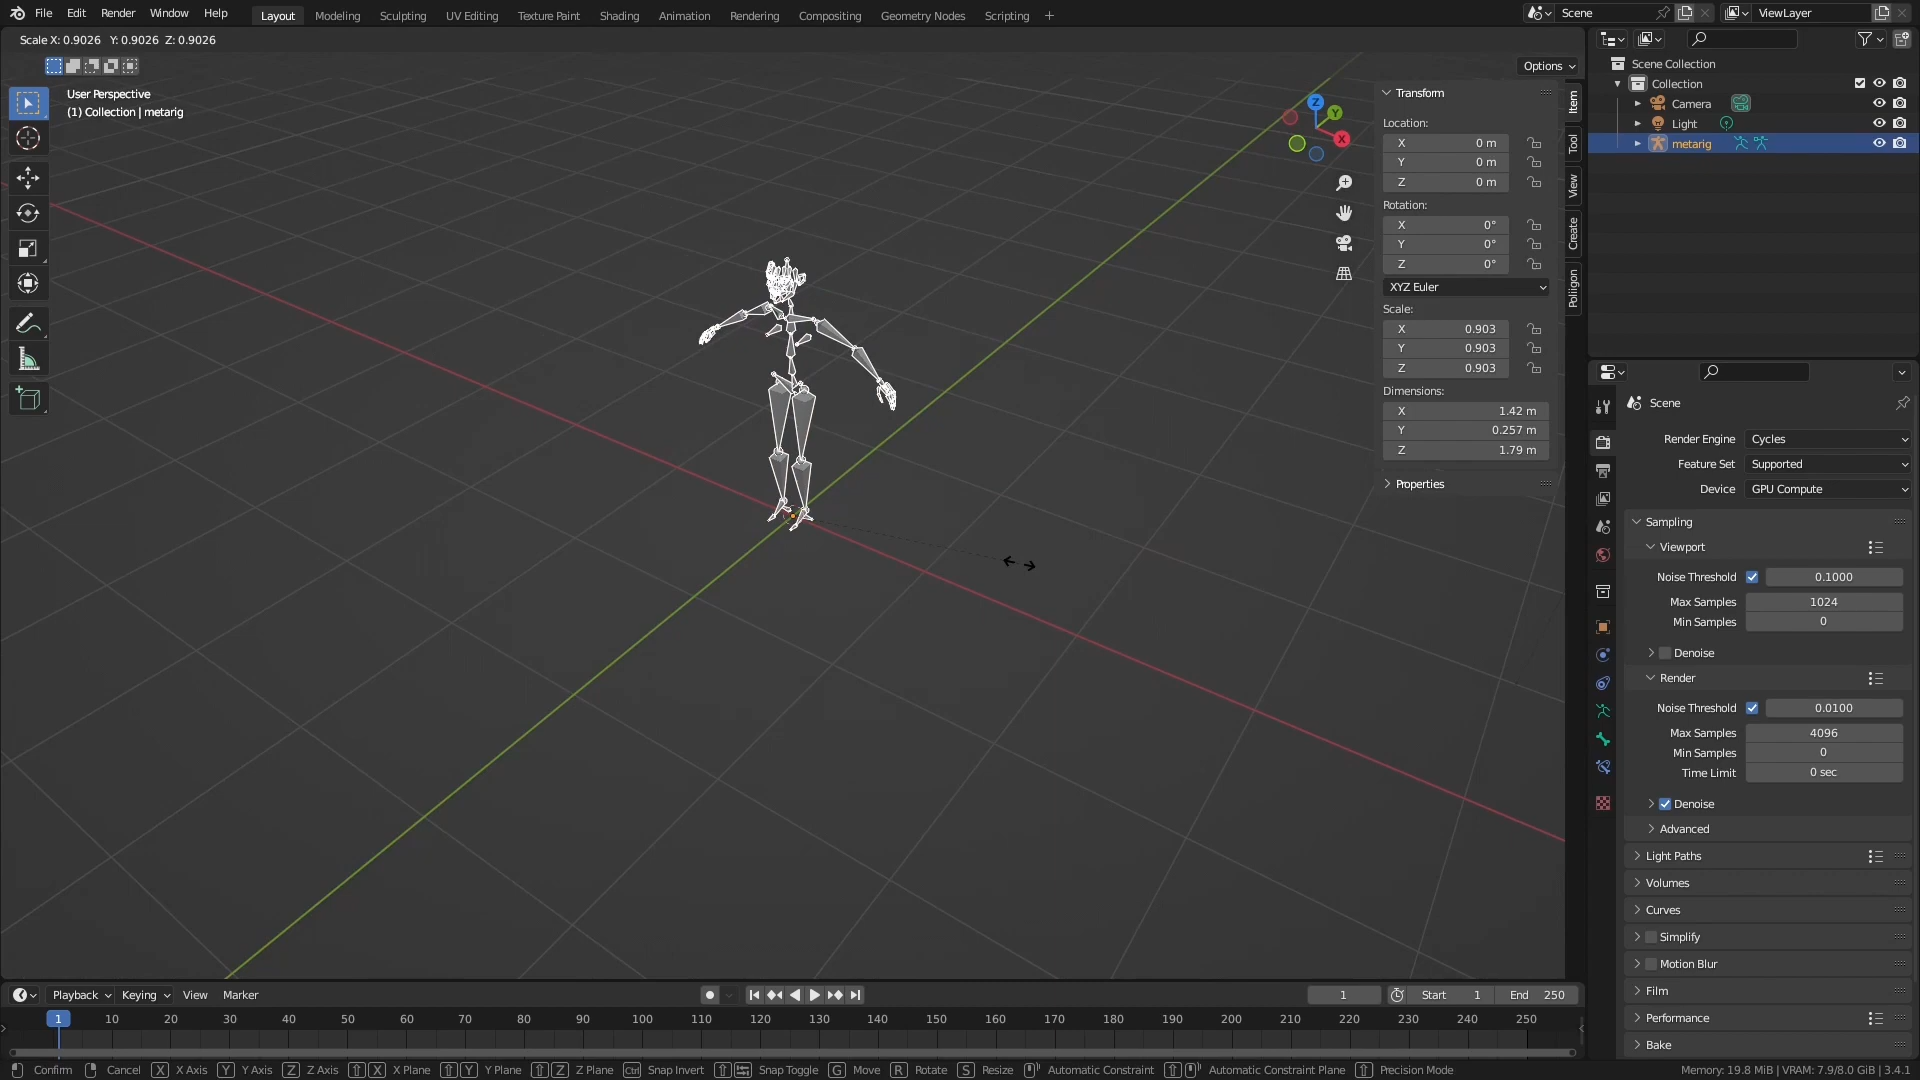 File Edit Render Window Help Layout Modeling Sculpting UV Editing Texture Paint Shading Animation Rendering Compositing Geometry Nodes Scripting + Scene ViewLayer
Scale X: 0.9026 Y: 0.9026 Z: 0.9026
Options
User Perspective
(1) Collection | metarig
Z
Y
X
Transform
Location:
X 0 m
Y 0 m
Z 0 m
Rotation:
X 0°
Y 0°
Z 0°
XYZ Euler
Scale:
X 0.903
Y 0.903
Z 0.903
Dimensions:
X 1.42 m
Y 0.257 m
Z 1.79 m
Properties
Item
Tool
View
Create
Poliigon
Scene Collection
Collection
Camera
Light
metarig
Scene
Render Engine Cycles
Feature Set Supported
Device GPU Compute
Sampling
Viewport
Noise Threshold 0.1000
Max Samples 1024
Min Samples 0
Denoise
Render
Noise Threshold 0.0100
Max Samples 4096
Min Samples 0
Time Limit 0 sec
Denoise
Advanced
Light Paths
Volumes
Curves
Simplify
Motion Blur
Film
Performance
Bake
Playback Keying View Marker 1 Start 1 End 250
1 10 20 30 40 50 60 70 80 90 100 110 120 130 140 150 160 170 180 190 200 210 220 230 240 250
Confirm Cancel X X Axis Y Y Axis Z Z Axis X X Plane Y Y Plane Z Z Plane Ctrl Snap Invert Snap Toggle G Move R Rotate S Resize Automatic Constraint Automatic Constraint Plane Precision Mode Memory: 19.8 MiB | VRAM: 7.9/8.0 GiB | 3.4.1